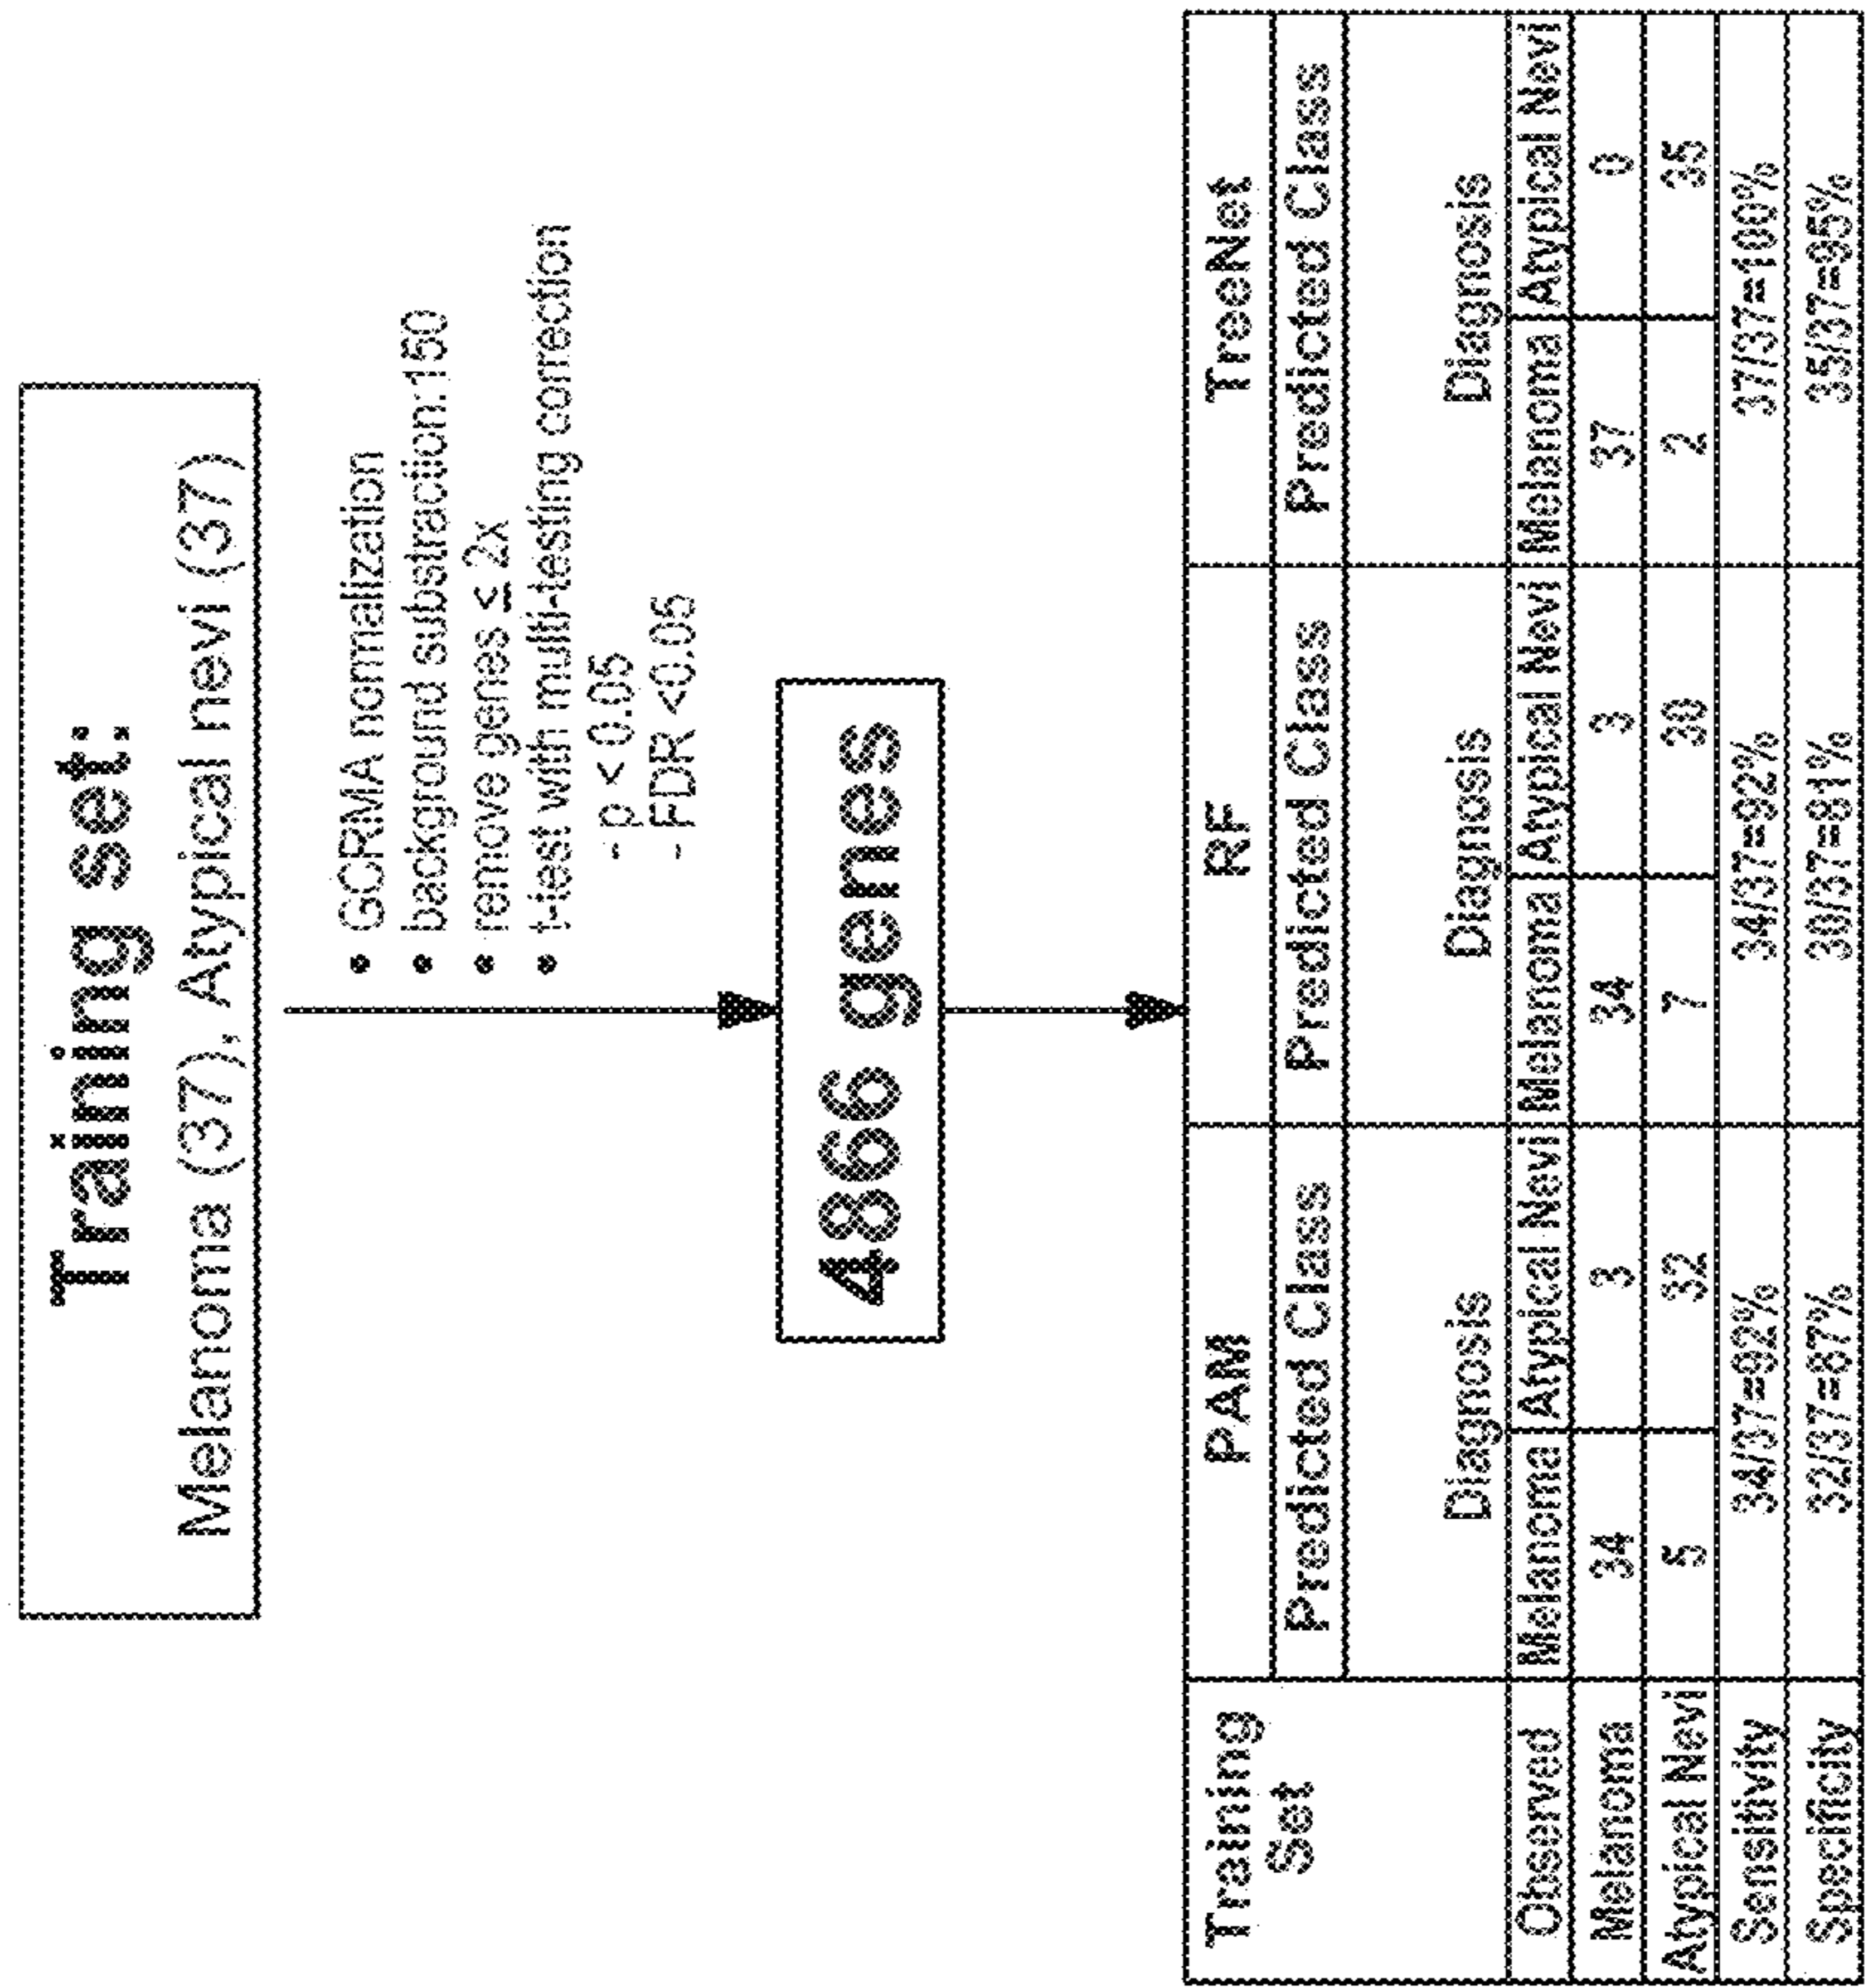 Training set:
Melanoma (37), Atypical nevi (37)
• GCRMA normalization
• background substraction:150
• remove genes ≤ 2x
• t-test with multi-testing correction
- p < 0.05
- FDR <0.05
4866 genes
Training Set PAM RF TreeNet
Predicted Class Predicted Class Predicted Class
Diagnosis Diagnosis Diagnosis
Observed Melanoma Atypical Nevi Melanoma Atypical Nevi Melanoma Atypical Nevi
Melanoma 34 3 34 3 37 0
Atypical Nevi 5 32 7 30 2 35
Sensitivity 34/37=92% 34/37=92% 37/37=100%
Specificity 32/37=87% 30/37=81% 35/37=95%